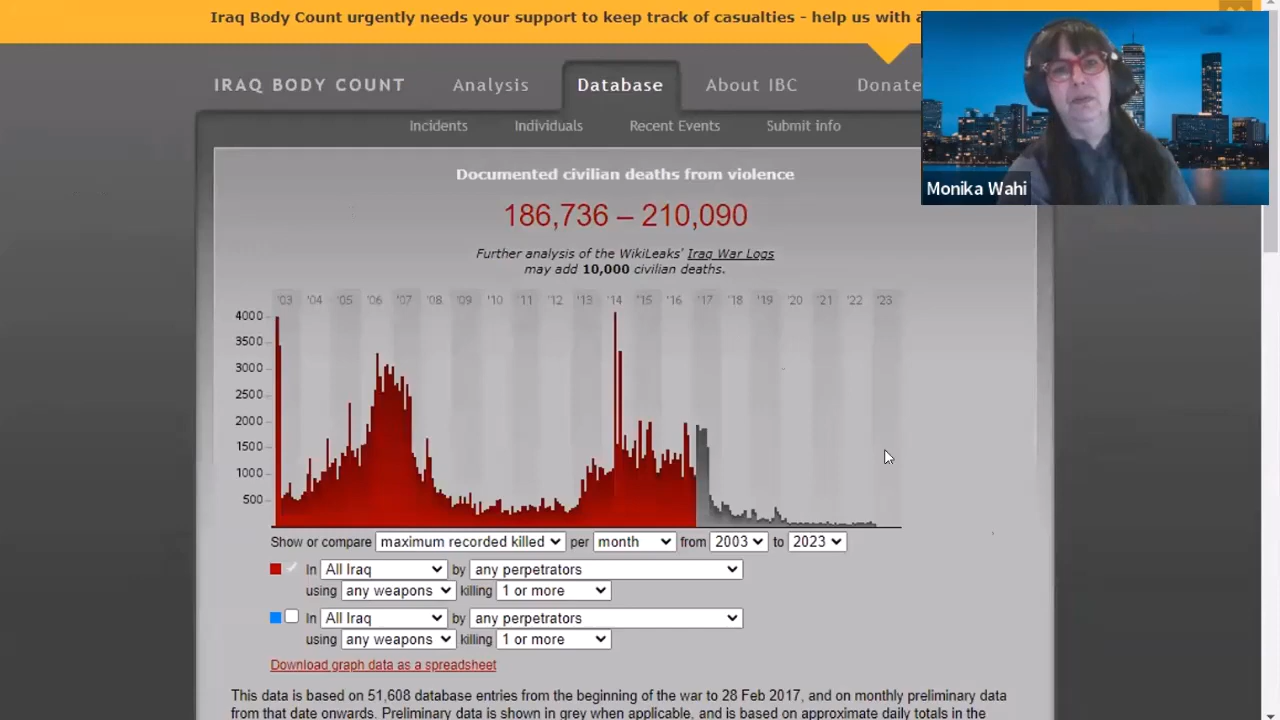 Iraq Body Count urgently needs your support to keep track of casualties - help us with a
IRAQ BODY COUNT Analysis Database About IBC Donate
Incidents Individuals Recent Events Submit info
Monika Wahi
Documented civilian deaths from violence
186,736 – 210,090
Further analysis of the WikiLeaks' Iraq War Logs
may add 10,000 civilian deaths.
'03 '04 '05 '06 '07 '08 '09 '10 '11 '12 '13 '14 '15 '16 '17 '18 '19 '20 '21 '22 '23
4000
3500
3000
2500
2000
1500
1000
500
Show or compare maximum recorded killed per month from 2003 to 2023
In All Iraq by any perpetrators
using any weapons killing 1 or more
In All Iraq by any perpetrators
using any weapons killing 1 or more
Download graph data as a spreadsheet
This data is based on 51,608 database entries from the beginning of the war to 28 Feb 2017, and on monthly preliminary data
from that date onwards. Preliminary data is shown in grey when applicable, and is based on approximate daily totals in the